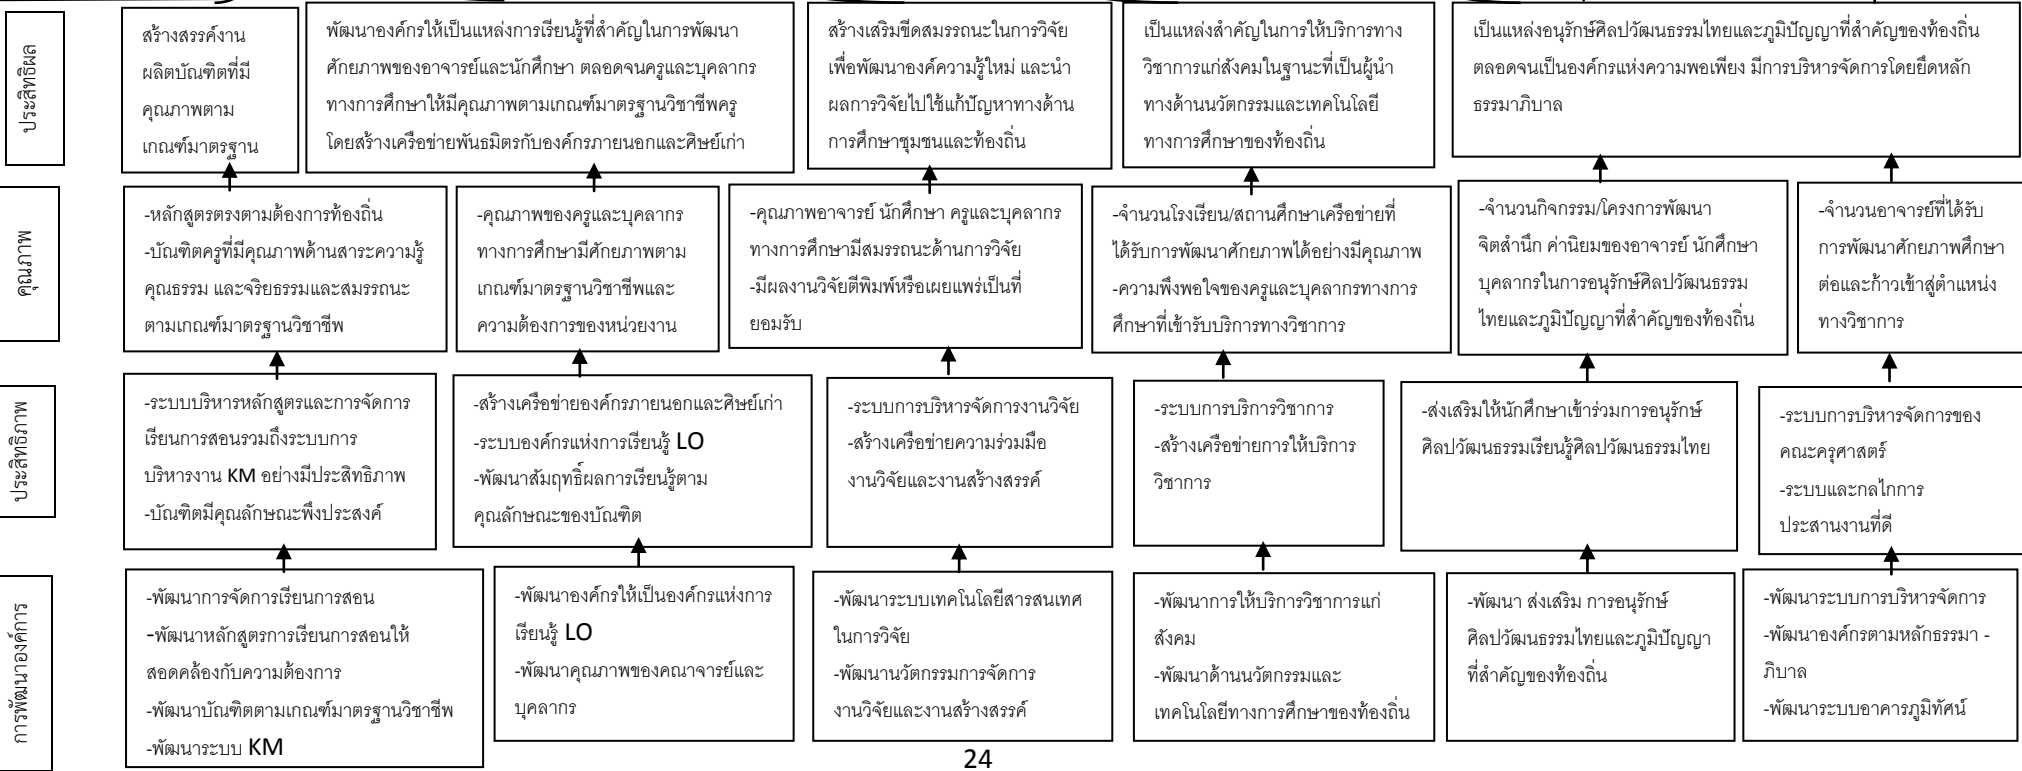 ประสิทธิผล
สร้างสรรค์งาน
ผลิตบัณฑิตที่มี
คุณภาพตาม
เกณฑ์มาตรฐาน
พัฒนาองค์กรให้เป็นแหล่งการเรียนรู้ที่สำคัญในการพัฒนา
ศักยภาพของอาจารย์และนักศึกษา ตลอดจนครูและบุคลากร
ทางการศึกษาให้มีคุณภาพตามเกณฑ์มาตรฐานวิชาชีพครู
โดยสร้างเครือข่ายพันธมิตรกับองค์กรภายนอกและศิษย์เก่า
สร้างเสริมขีดสมรรถนะในการวิจัย
เพื่อพัฒนาองค์ความรู้ใหม่ และนำ
ผลการวิจัยไปใช้แก้ปัญหาทางด้าน
การศึกษาชุมชนและท้องถิ่น
เป็นแหล่งสำคัญในการให้บริการทาง
วิชาการแก่สังคมในฐานะที่เป็นผู้นำ
ทางด้านนวัตกรรมและเทคโนโลยี
ทางการศึกษาของท้องถิ่น
เป็นแหล่งอนุรักษ์ศิลปวัฒนธรรมไทยและภูมิปัญญาที่สำคัญของท้องถิ่น
ตลอดจนเป็นองค์กรแห่งความพอเพียง มีการบริหารจัดการโดยยึดหลัก
ธรรมาภิบาล
คุณภาพ
-หลักสูตรตรงตามต้องการท้องถิ่น
-บัณฑิตครูที่มีคุณภาพด้านสาระความรู้
คุณธรรม และจริยธรรมและสมรรถนะ
ตามเกณฑ์มาตรฐานวิชาชีพ
-คุณภาพของครูและบุคลากร
ทางการศึกษามีศักยภาพตาม
เกณฑ์มาตรฐานวิชาชีพและ
ความต้องการของหน่วยงาน
-คุณภาพอาจารย์ นักศึกษา ครูและบุคลากร
ทางการศึกษามีสมรรถนะด้านการวิจัย
-มีผลงานวิจัยตีพิมพ์หรือเผยแพร่เป็นที่
ยอมรับ
-จำนวนโรงเรียน/สถานศึกษาเครือข่ายที่
ได้รับการพัฒนาศักยภาพได้อย่างมีคุณภาพ
-ความพึงพอใจของครูและบุคลากรทางการ
ศึกษาที่เข้ารับบริการทางวิชาการ
-จำนวนกิจกรรม/โครงการพัฒนา
จิตสำนึก ค่านิยมของอาจารย์ นักศึกษา
บุคลากรในการอนุรักษ์ศิลปวัฒนธรรม
ไทยและภูมิปัญญาที่สำคัญของท้องถิ่น
-จำนวนอาจารย์ที่ได้รับ
การพัฒนาศักยภาพศึกษา
ต่อและก้าวเข้าสู่ตำแหน่ง
ทางวิชาการ
ประสิทธิภาพ
-ระบบบริหารหลักสูตรและการจัดการ
เรียนการสอนรวมถึงระบบการ
บริหารงาน KM อย่างมีประสิทธิภาพ
-บัณฑิตมีคุณลักษณะพึงประสงค์
-สร้างเครือข่ายองค์กรภายนอกและศิษย์เก่า
-ระบบองค์กรแห่งการเรียนรู้ LO
-พัฒนาสัมฤทธิ์ผลการเรียนรู้ตาม
คุณลักษณะของบัณฑิต
-ระบบการบริหารจัดการงานวิจัย
-สร้างเครือข่ายความร่วมมือ
งานวิจัยและงานสร้างสรรค์
-ระบบการบริการวิชาการ
-สร้างเครือข่ายการให้บริการ
วิชาการ
-ส่งเสริมให้นักศึกษาเข้าร่วมการอนุรักษ์
ศิลปวัฒนธรรมเรียนรู้ศิลปวัฒนธรรมไทย
-ระบบการบริหารจัดการของ
คณะครุศาสตร์
-ระบบและกลไกการ
ประสานงานที่ดี
การพัฒนาองค์การ
-พัฒนาการจัดการเรียนการสอน
-พัฒนาหลักสูตรการเรียนการสอนให้
สอดคล้องกับความต้องการ
-พัฒนาบัณฑิตตามเกณฑ์มาตรฐานวิชาชีพ
-พัฒนาระบบ KM
-พัฒนาองค์กรให้เป็นองค์กรแห่งการ
เรียนรู้ LO
-พัฒนาคุณภาพของคณาจารย์และ
บุคลากร
-พัฒนาระบบเทคโนโลยีสารสนเทศ
ในการวิจัย
-พัฒนานวัตกรรมการจัดการ
งานวิจัยและงานสร้างสรรค์
-พัฒนาการให้บริการวิชาการแก่
สังคม
-พัฒนาด้านนวัตกรรมและ
เทคโนโลยีทางการศึกษาของท้องถิ่น
-พัฒนา ส่งเสริม การอนุรักษ์
ศิลปวัฒนธรรมไทยและภูมิปัญญา
ที่สำคัญของท้องถิ่น
-พัฒนาระบบการบริหารจัดการ
-พัฒนาองค์กรตามหลักธรรมา -
ภิบาล
-พัฒนาระบบอาคารภูมิทัศน์
24